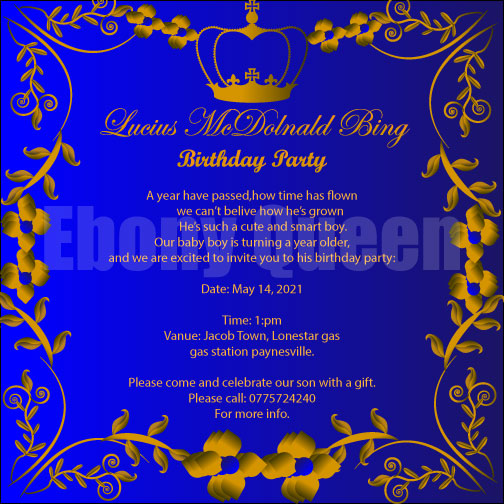 Lucius McDolnald Bing
Birthday Party
A year have passed,how time has flown
we can't belive how he's grown
He's such a cute and smart boy.
Our baby boy is turning a year older,
and we are excited to invite you to his birthday party:
Date: May 14, 2021
Time: 1:pm
Vanue: Jacob Town, Lonestar gas
gas station paynesville.
Please come and celebrate our son with a gift.
Please call: 0775724240
For more info.
Ebony Queen